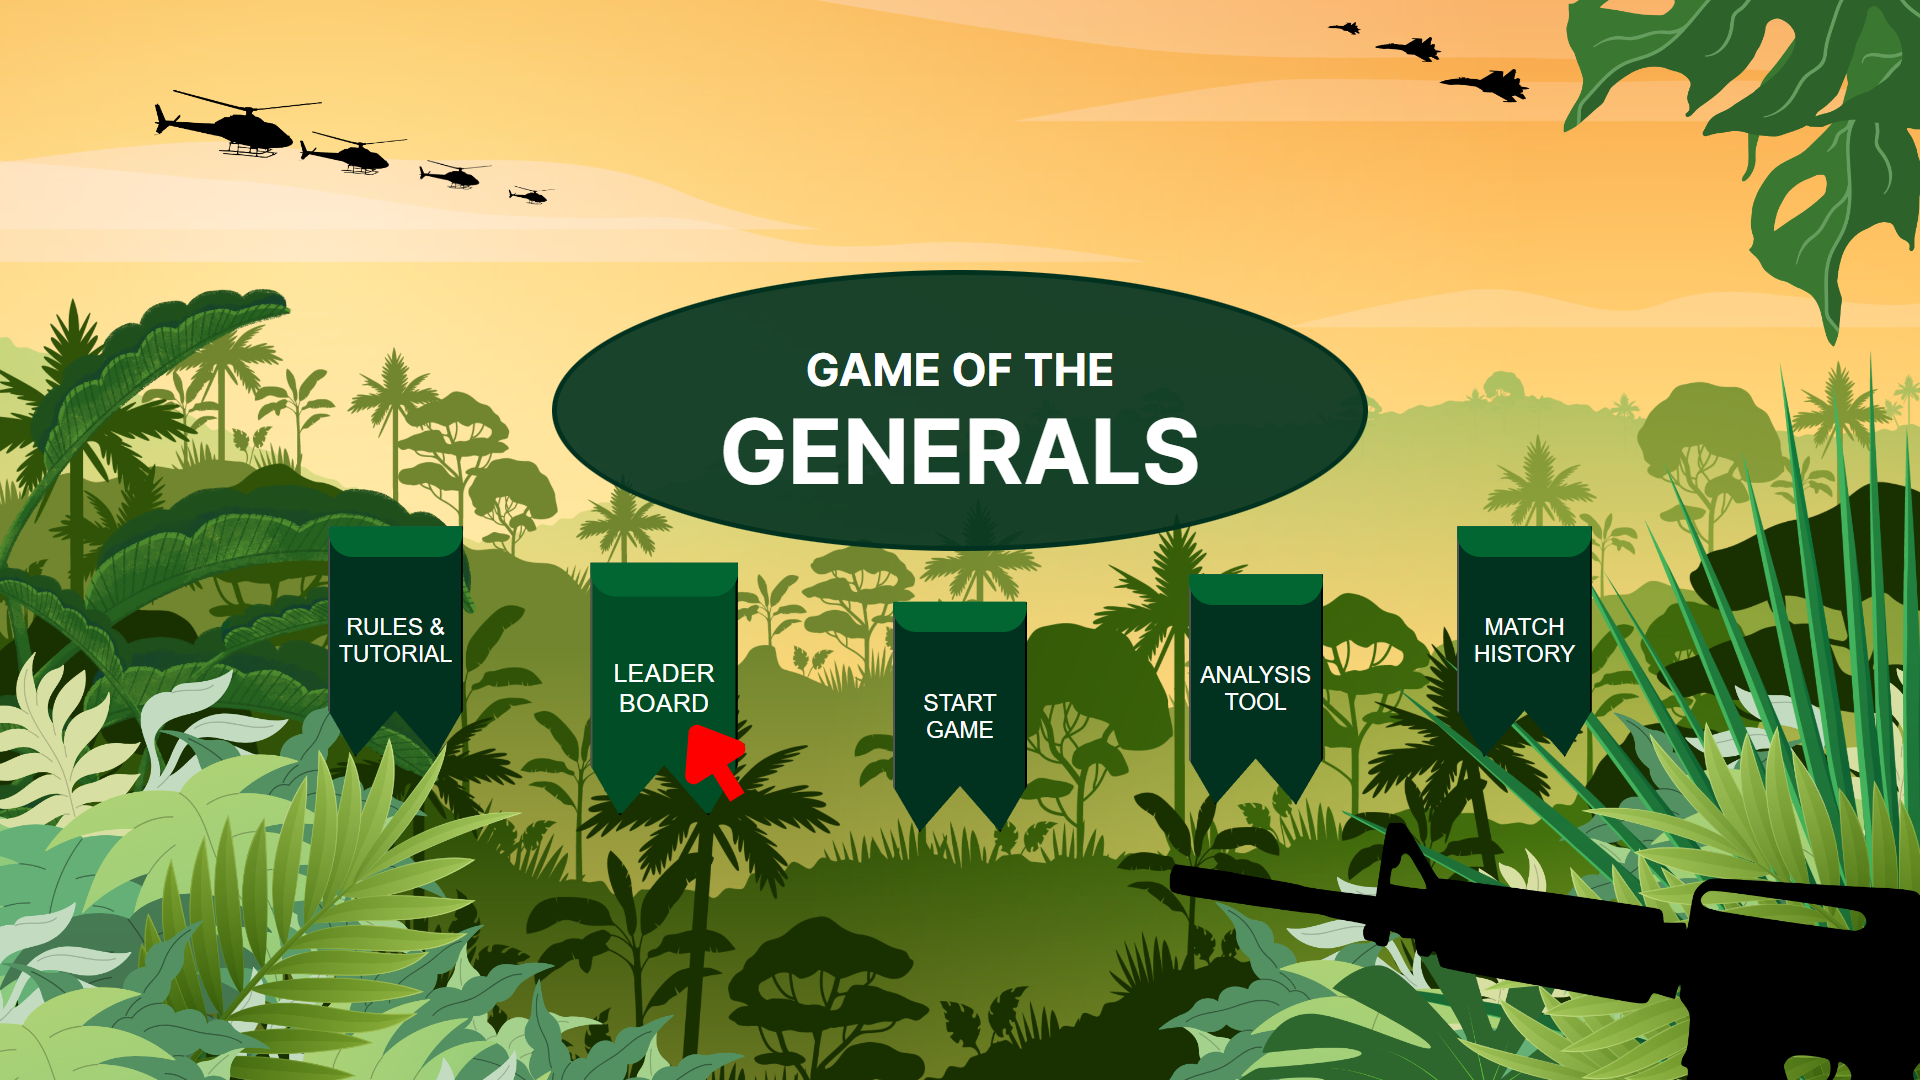 GAME OF THE
GENERALS
RULES &
TUTORIAL
LEADER
BOARD
START
GAME
ANALYSIS
TOOL
MATCH
HISTORY